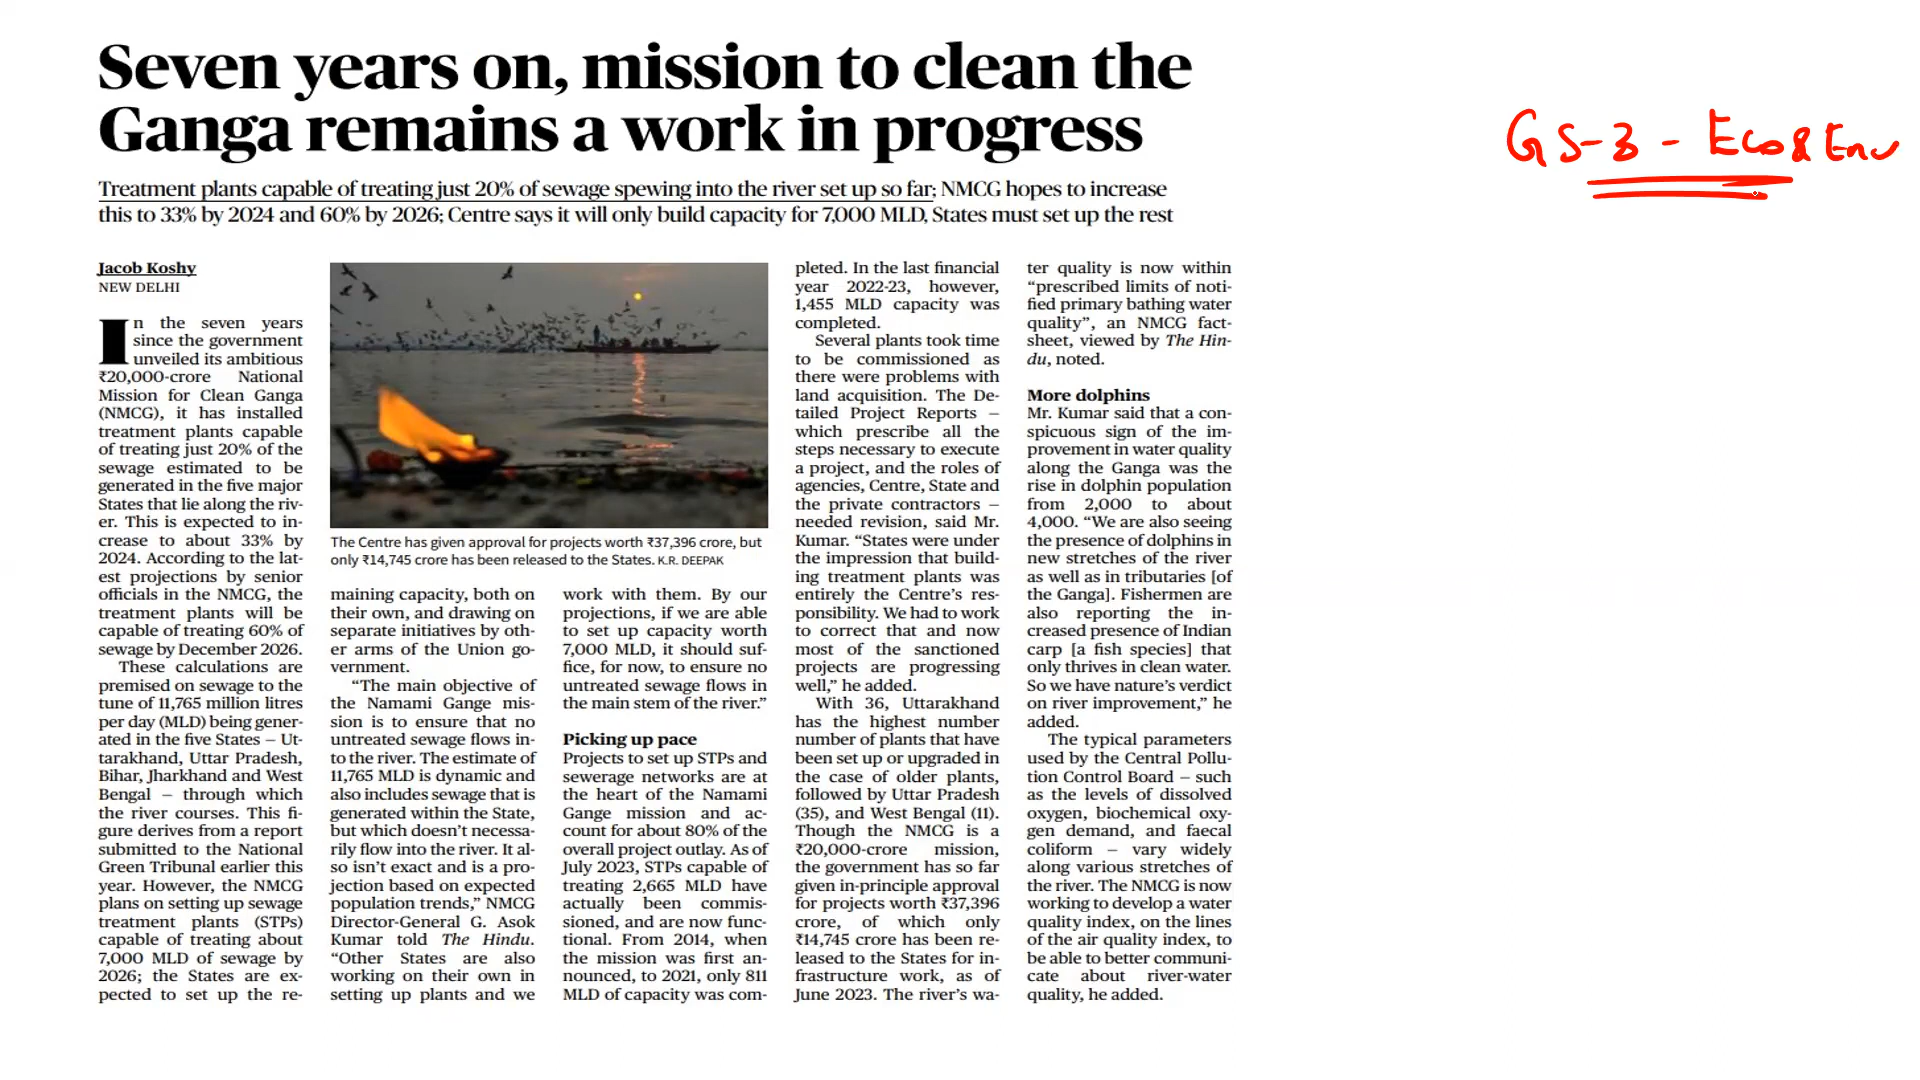 Seven years on, mission to clean the
Ganga remains a work in progress
Treatment plants capable of treating just 20% of sewage spewing into the river set up so far; NMCG hopes to increase
this to 33% by 2024 and 60% by 2026; Centre says it will only build capacity for 7,000 MLD, States must set up the rest
GS-3 - Eco & Env
Jacob Koshy
NEW DELHI
In the seven years
since the government
unveiled its ambitious
₹20,000-crore National
Mission for Clean Ganga
(NMCG), it has installed
treatment plants capable
of treating just 20% of the
sewage estimated to be
generated in the five major
States that lie along the riv-
er. This is expected to in-
crease to about 33% by
2024. According to the lat-
est projections by senior
officials in the NMCG, the
treatment plants will be
capable of treating 60% of
sewage by December 2026.
These calculations are
premised on sewage to the
tune of 11,765 million litres
per day (MLD) being gener-
ated in the five States – Ut-
tarakhand, Uttar Pradesh,
Bihar, Jharkhand and West
Bengal – through which
the river courses. This fi-
gure derives from a report
submitted to the National
Green Tribunal earlier this
year. However, the NMCG
plans on setting up sewage
treatment plants (STPs)
capable of treating about
7,000 MLD of sewage by
2026; the States are ex-
pected to set up the re-
The Centre has given approval for projects worth ₹37,396 crore, but
only ₹14,745 crore has been released to the States. K.R. DEEPAK
maining capacity, both on
their own, and drawing on
separate initiatives by oth-
er arms of the Union go-
vernment.
“The main objective of
the Namami Gange mis-
sion is to ensure that no
untreated sewage flows in-
to the river. The estimate of
11,765 MLD is dynamic and
also includes sewage that is
generated within the State,
but which doesn’t necessa-
rily flow into the river. It al-
so isn’t exact and is a pro-
jection based on expected
population trends,” NMCG
Director-General G. Asok
Kumar told The Hindu.
“Other States are also
working on their own in
setting up plants and we
work with them. By our
projections, if we are able
to set up capacity worth
7,000 MLD, it should suf-
fice, for now, to ensure no
untreated sewage flows in
the main stem of the river.”
Picking up pace
Projects to set up STPs and
sewerage networks are at
the heart of the Namami
Gange mission and ac-
count for about 80% of the
overall project outlay. As of
July 2023, STPs capable of
treating 2,665 MLD have
actually been commis-
sioned, and are now func-
tional. From 2014, when
the mission was first an-
nounced, to 2021, only 811
MLD of capacity was com-
pleted. In the last financial
year 2022-23, however,
1,455 MLD capacity was
completed.
Several plants took time
to be commissioned as
there were problems with
land acquisition. The De-
tailed Project Reports –
which prescribe all the
steps necessary to execute
a project, and the roles of
agencies, Centre, State and
the private contractors –
needed revision, said Mr.
Kumar. “States were under
the impression that build-
ing treatment plants was
entirely the Centre’s res-
ponsibility. We had to work
to correct that and now
most of the sanctioned
projects are progressing
well,” he added.
With 36, Uttarakhand
has the highest number
number of plants that have
been set up or upgraded in
the case of older plants,
followed by Uttar Pradesh
(35), and West Bengal (11).
Though the NMCG is a
₹20,000-crore mission,
the government has so far
given in-principle approval
for projects worth ₹37,396
crore, of which only
₹14,745 crore has been re-
leased to the States for in-
frastructure work, as of
June 2023. The river’s wa-
ter quality is now within
“prescribed limits of noti-
fied primary bathing water
quality”, an NMCG fact-
sheet, viewed by The Hin-
du, noted.
More dolphins
Mr. Kumar said that a con-
spicuous sign of the im-
provement in water quality
along the Ganga was the
rise in dolphin population
from 2,000 to about
4,000. “We are also seeing
the presence of dolphins in
new stretches of the river
as well as in tributaries [of
the Ganga]. Fishermen are
also reporting the in-
creased presence of Indian
carp [a fish species] that
only thrives in clean water.
So we have nature’s verdict
on river improvement,” he
added.
The typical parameters
used by the Central Pollu-
tion Control Board – such
as the levels of dissolved
oxygen, biochemical oxy-
gen demand, and faecal
coliform – vary widely
along various stretches of
the river. The NMCG is now
working to develop a water
quality index, on the lines
of the air quality index, to
be able to better communi-
cate about river-water
quality, he added.